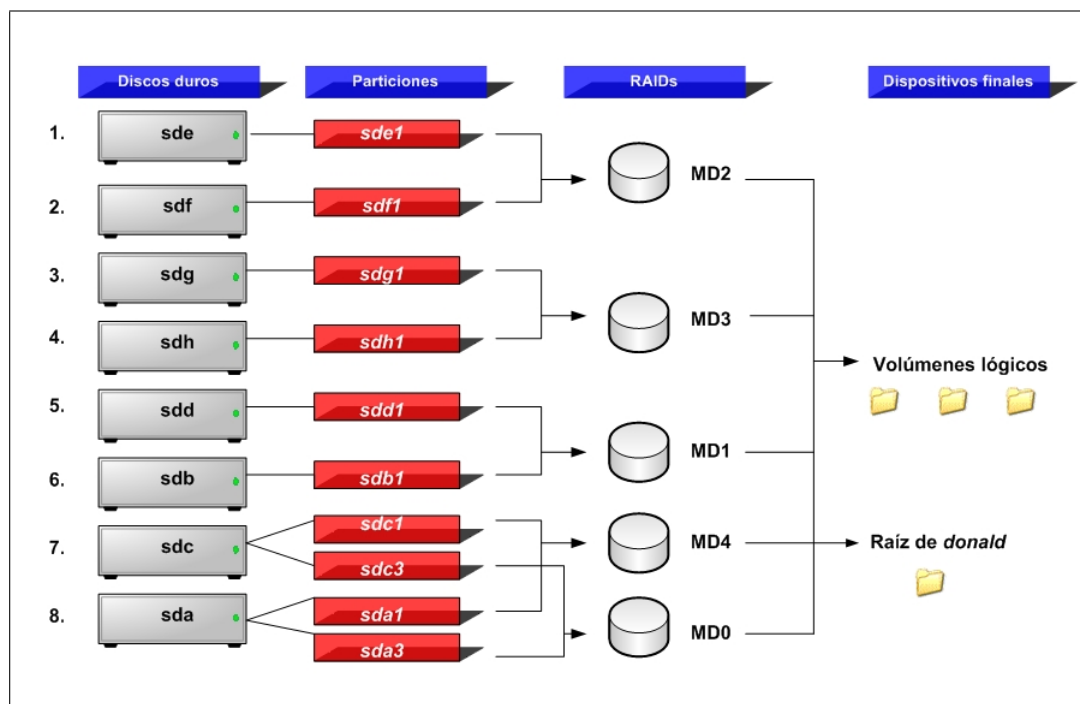 Discos duros Particiones RAIDs Dispositivos finales
1. sde sde1
MD2
2. sdf sdf1
3. sdg sdg1
MD3
4. sdh sdh1
Volúmenes lógicos
5. sdd sdd1
MD1
6. sdb sdb1
7. sdc sdc1
MD4 Raíz de donald
sdc3
8. sda sda1
MD0
sda3